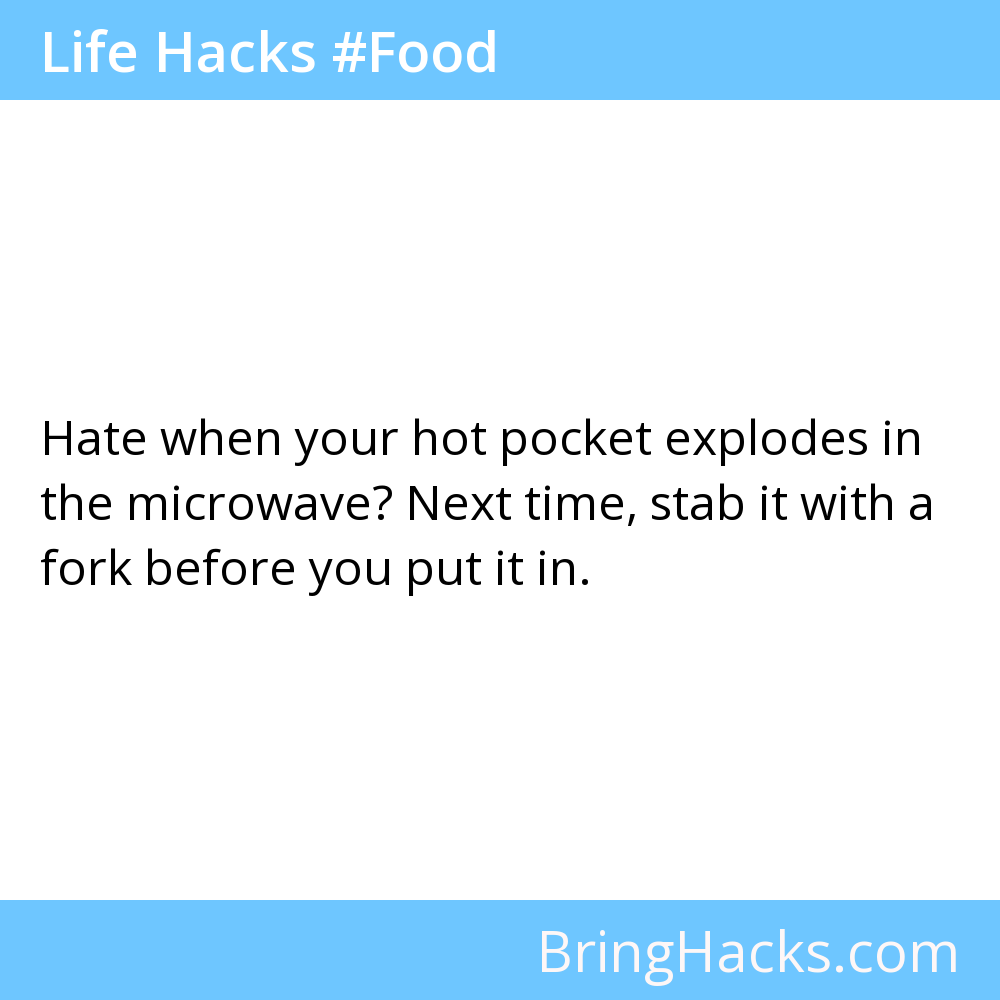 Life Hacks #Food
Hate when your hot pocket explodes in
the microwave? Next time, stab it with a
fork before you put it in.
BringHacks.com